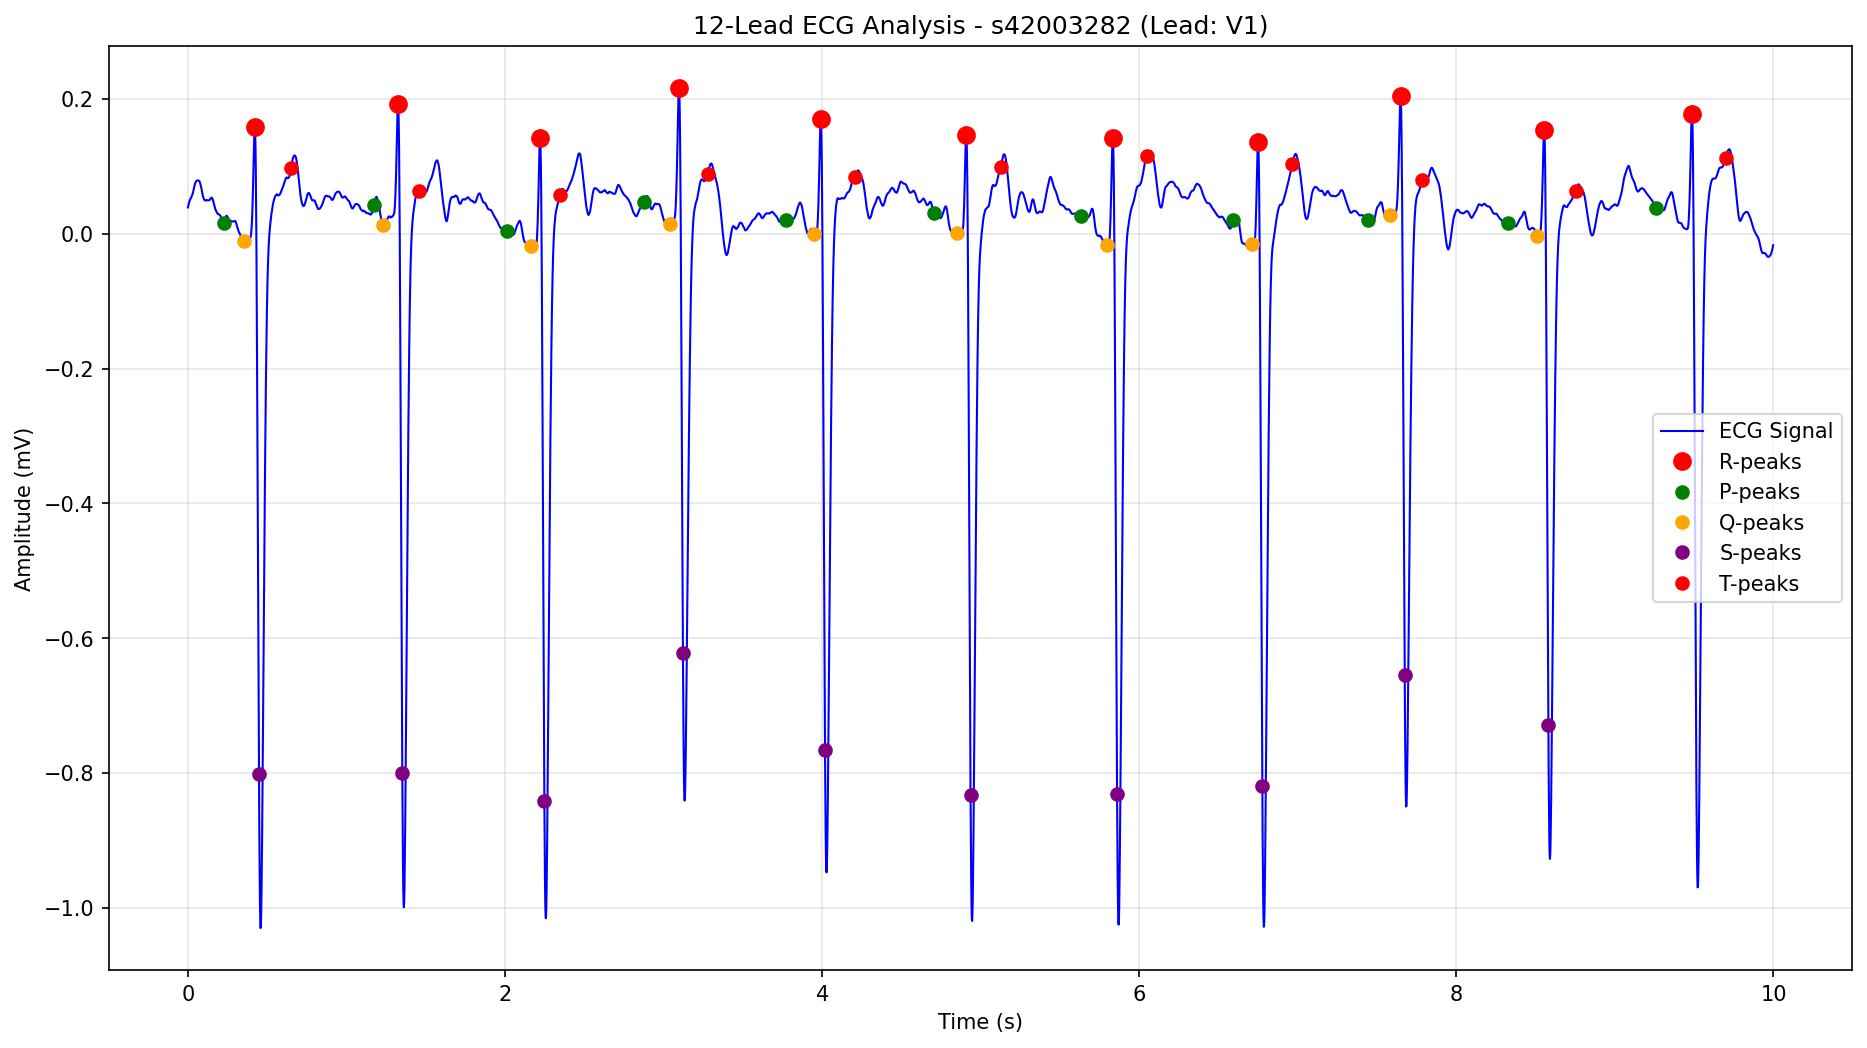 12-Lead ECG Analysis - s42003282 (Lead: V1)
Amplitude (mV)
0.2
0.0
−0.2
−0.4
−0.6
−0.8
−1.0
ECG Signal
R-peaks
P-peaks
Q-peaks
S-peaks
T-peaks
0 2 4 6 8 10
Time (s)